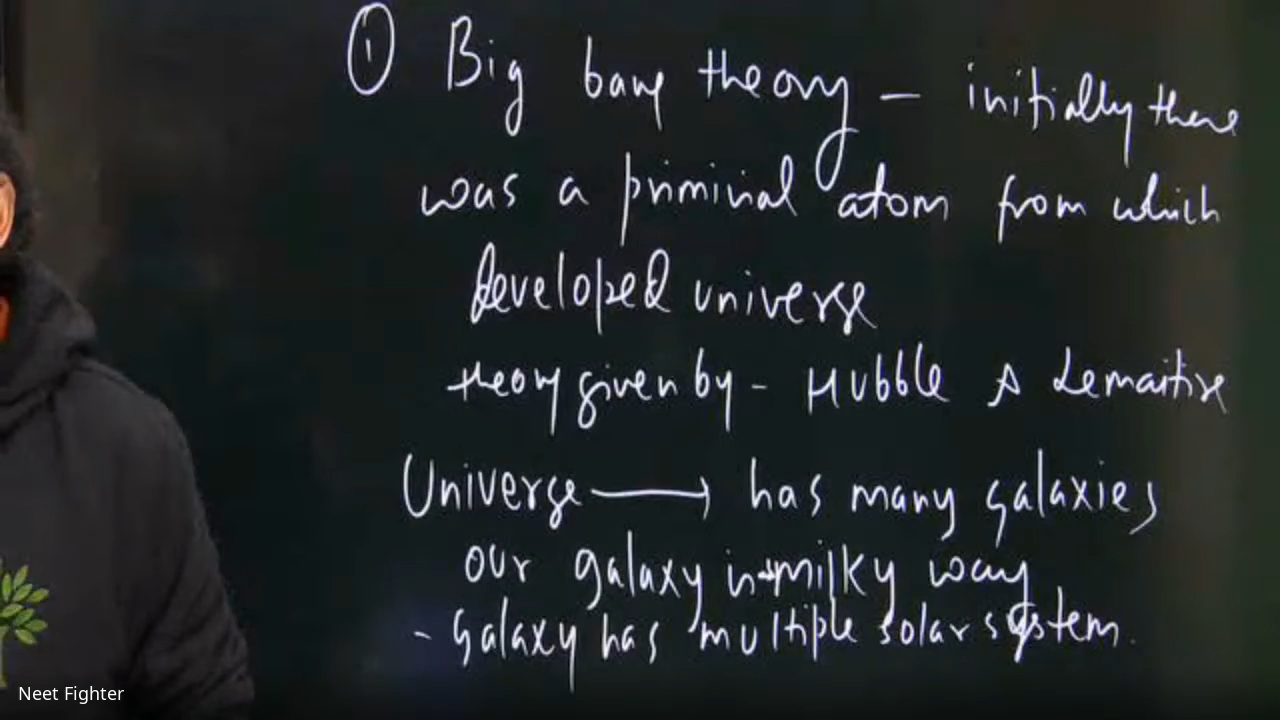 ① Big bang theory – initially there
was a primival atom from which
developed universe
theory given by - Hubble & Lemaitre
Universe → has many galaxies
our galaxy is → milky way
- Galaxy has multiple solar system.
Neet Fighter